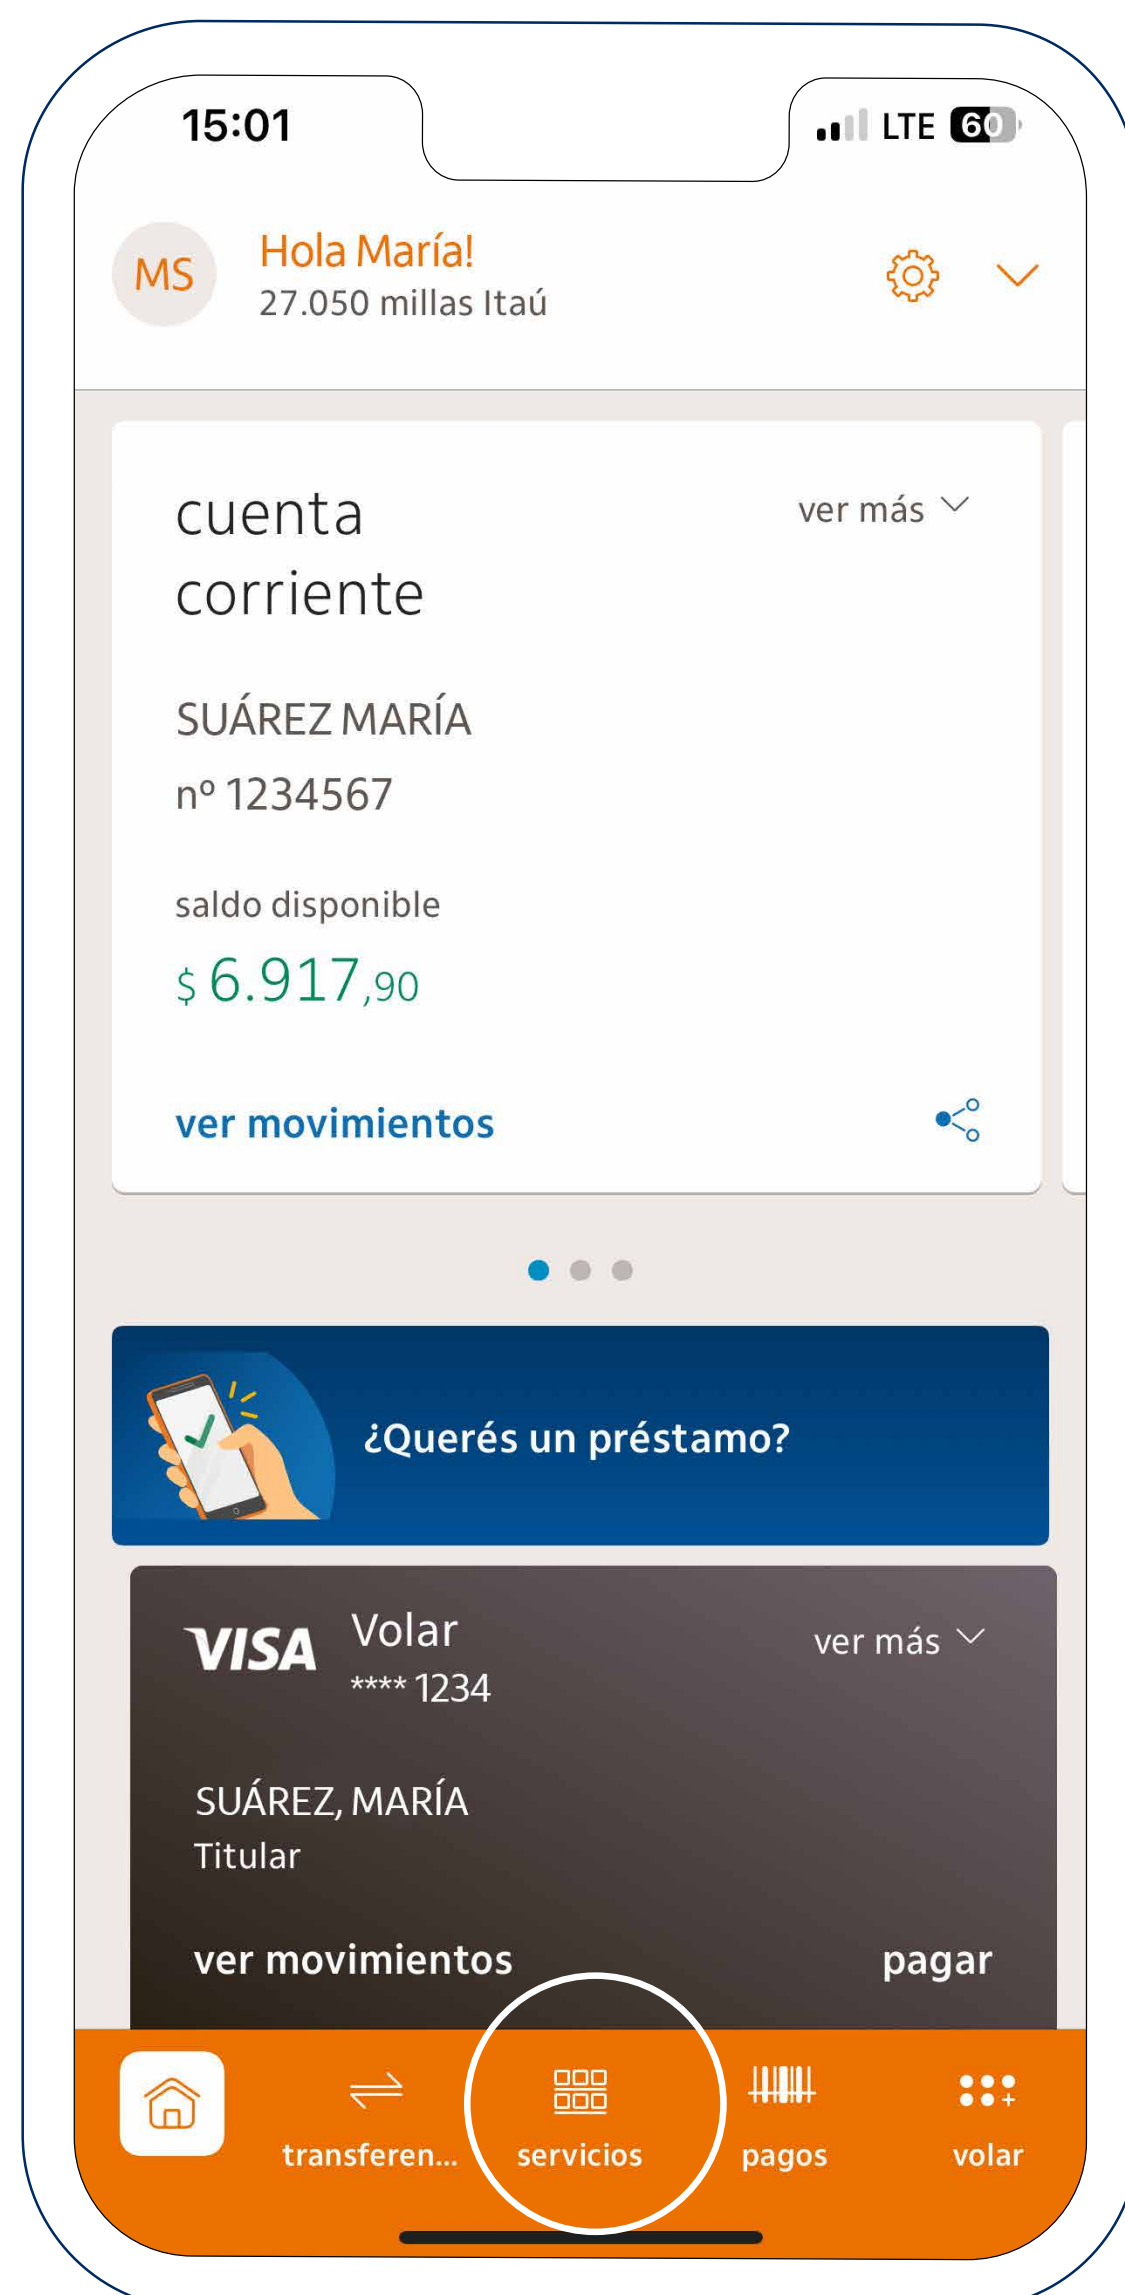 15:01
LTE 60
MS
Hola María!
27.050 millas Itaú
cuenta
corriente
ver más
SUÁREZ MARÍA
nº 1234567
saldo disponible
$ 6.917,90
ver movimientos
¿Querés un préstamo?
VISA
Volar
**** 1234
ver más
SUÁREZ, MARÍA
Titular
ver movimientos
pagar
transferen...
servicios
pagos
volar